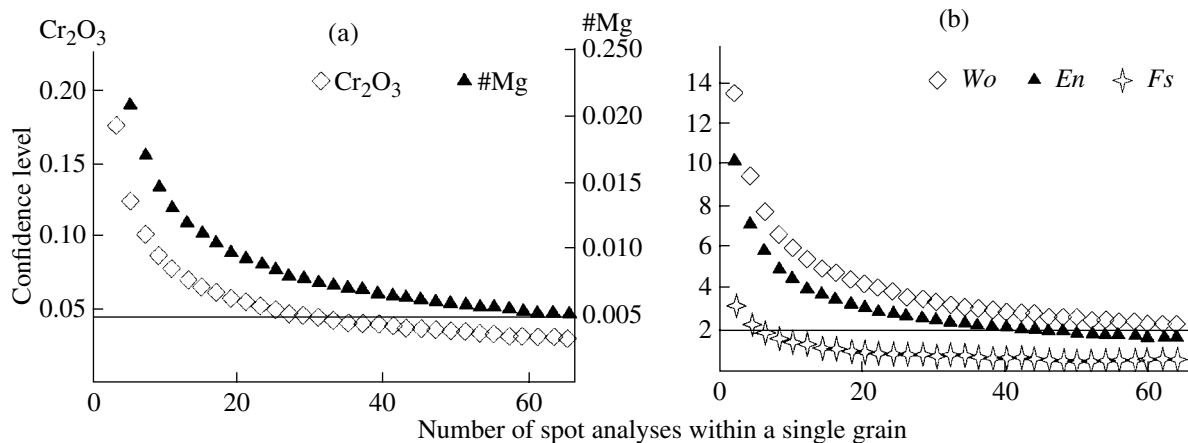 Cr₂O₃ (a) #Mg (b)
◇ Cr₂O₃ ▲ #Mg
◇ Wo ▲ En ✧ Fs
Confidence level
0.20
0.15
0.10
0.05
0.250
0.020
0.015
0.010
0.005
0.000
14
12
10
8
6
4
2
0 20 40 60
0 20 40 60
Number of spot analyses within a single grain